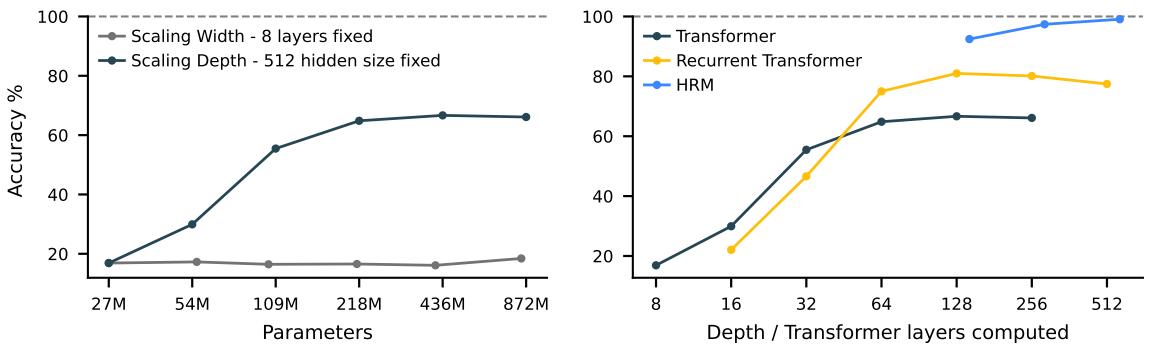 100
80
60
40
20
Accuracy %
Scaling Width - 8 layers fixed
Scaling Depth - 512 hidden size fixed
27M 54M 109M 218M 436M 872M
Parameters
100
80
60
40
20
Transformer
Recurrent Transformer
HRM
8 16 32 64 128 256 512
Depth / Transformer layers computed